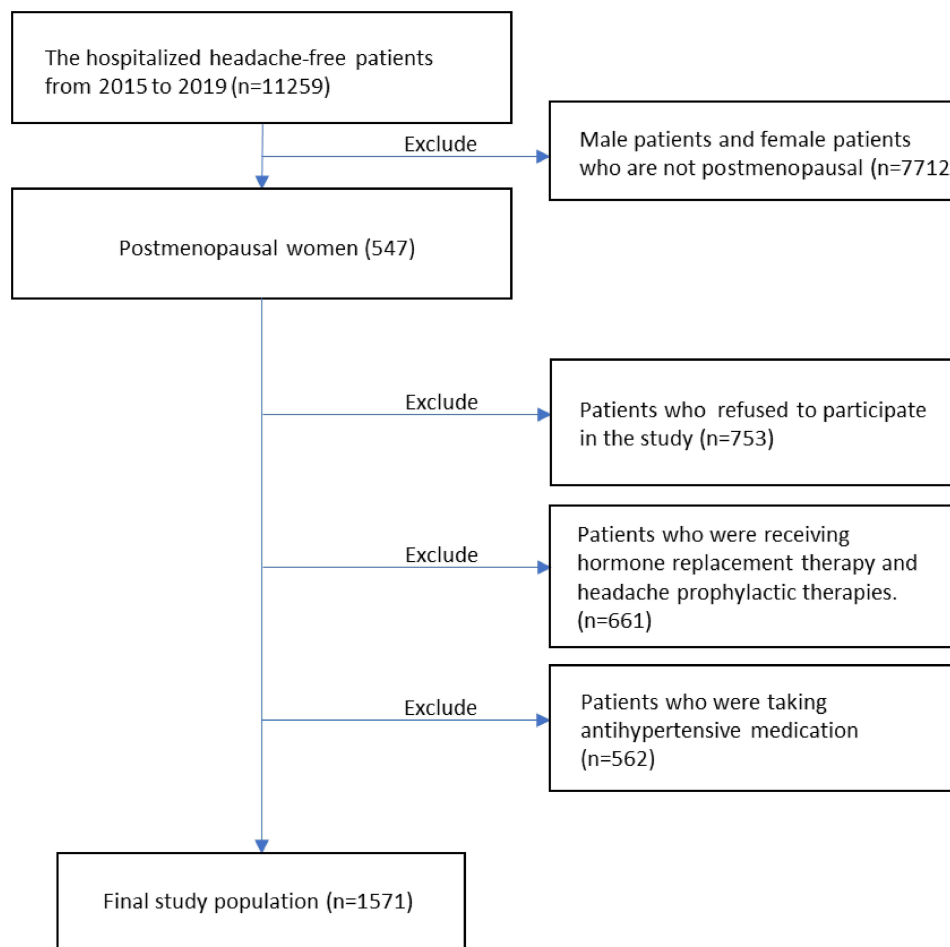 The hospitalized headache-free patients
from 2015 to 2019 (n=11259)
Exclude
Male patients and female patients
who are not postmenopausal (n=7712
Postmenopausal women (547)
Exclude
Patients who refused to participate
in the study (n=753)
Exclude
Patients who were receiving
hormone replacement therapy and
headache prophylactic therapies.
(n=661)
Exclude
Patients who were taking
antihypertensive medication
(n=562)
Final study population (n=1571)